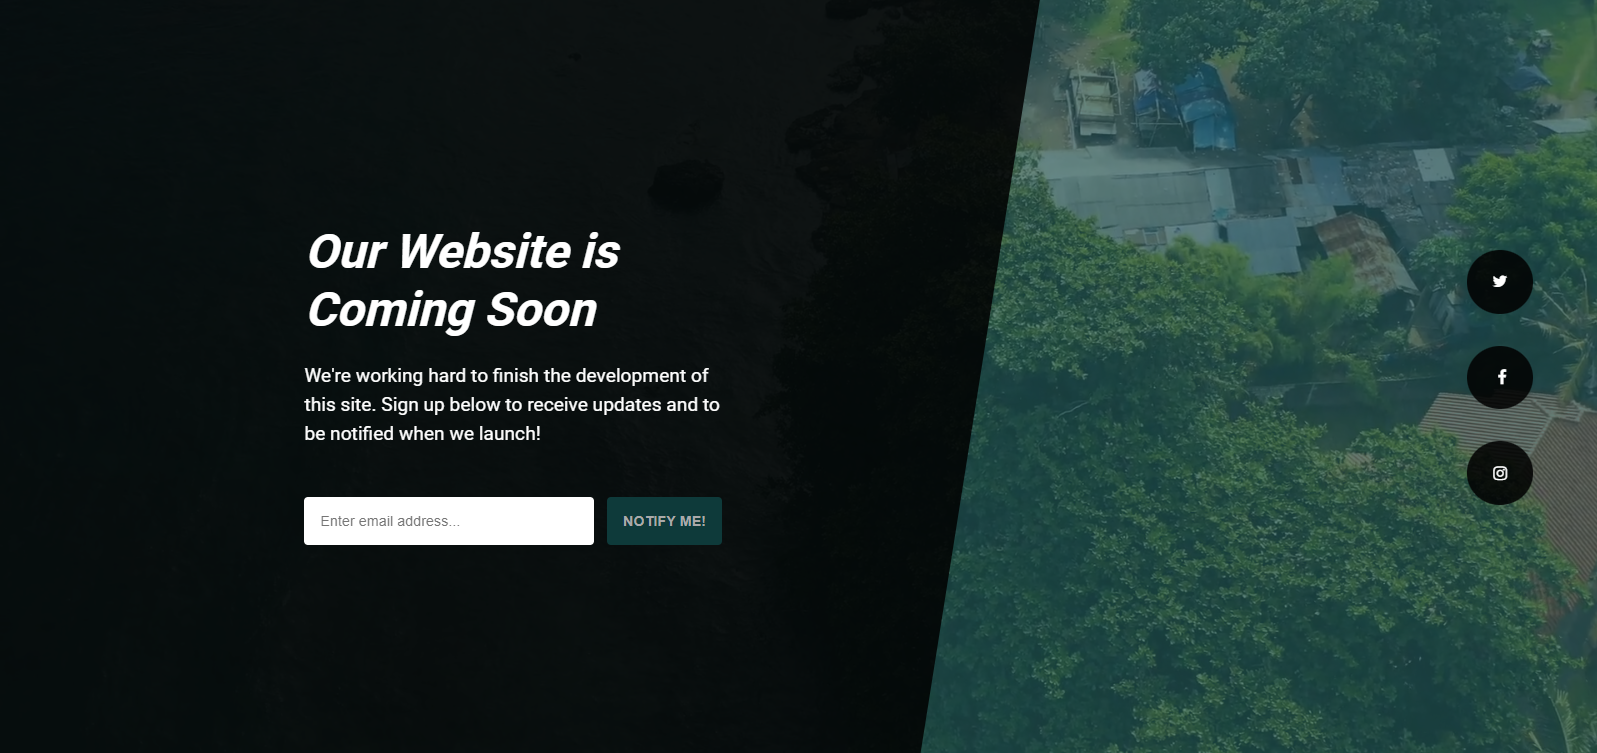 Our Website is
Coming Soon
We're working hard to finish the development of
this site. Sign up below to receive updates and to
be notified when we launch!
Enter email address...
NOTIFY ME!